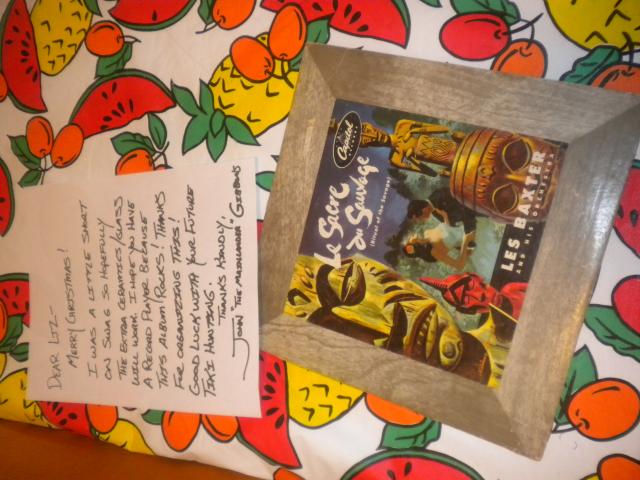 DEAR LIZ-
MERRY CHRISTMAS!
I WAS A LITTLE SHORT
ON SWAG SO HOPEFULLY
THE EXTRA CERAMICS/GLASS
WILL WORK. I HOPE YOU HAVE
A RECORD PLAYER BECAUSE
THIS ALBUM ROCKS! THANKS
FOR ORGANIZING THIS!
GOOD LUCK WITH YOUR FUTURE
TIKI HUNTING.
THANKS KINDLY,
JOHN "THE MAINLANDER" GIBBONS
Capitol
Le Sacre
du Sauvage
(Ritual of the Savage)
LES BAXTER
AND HIS ORCHESTRA